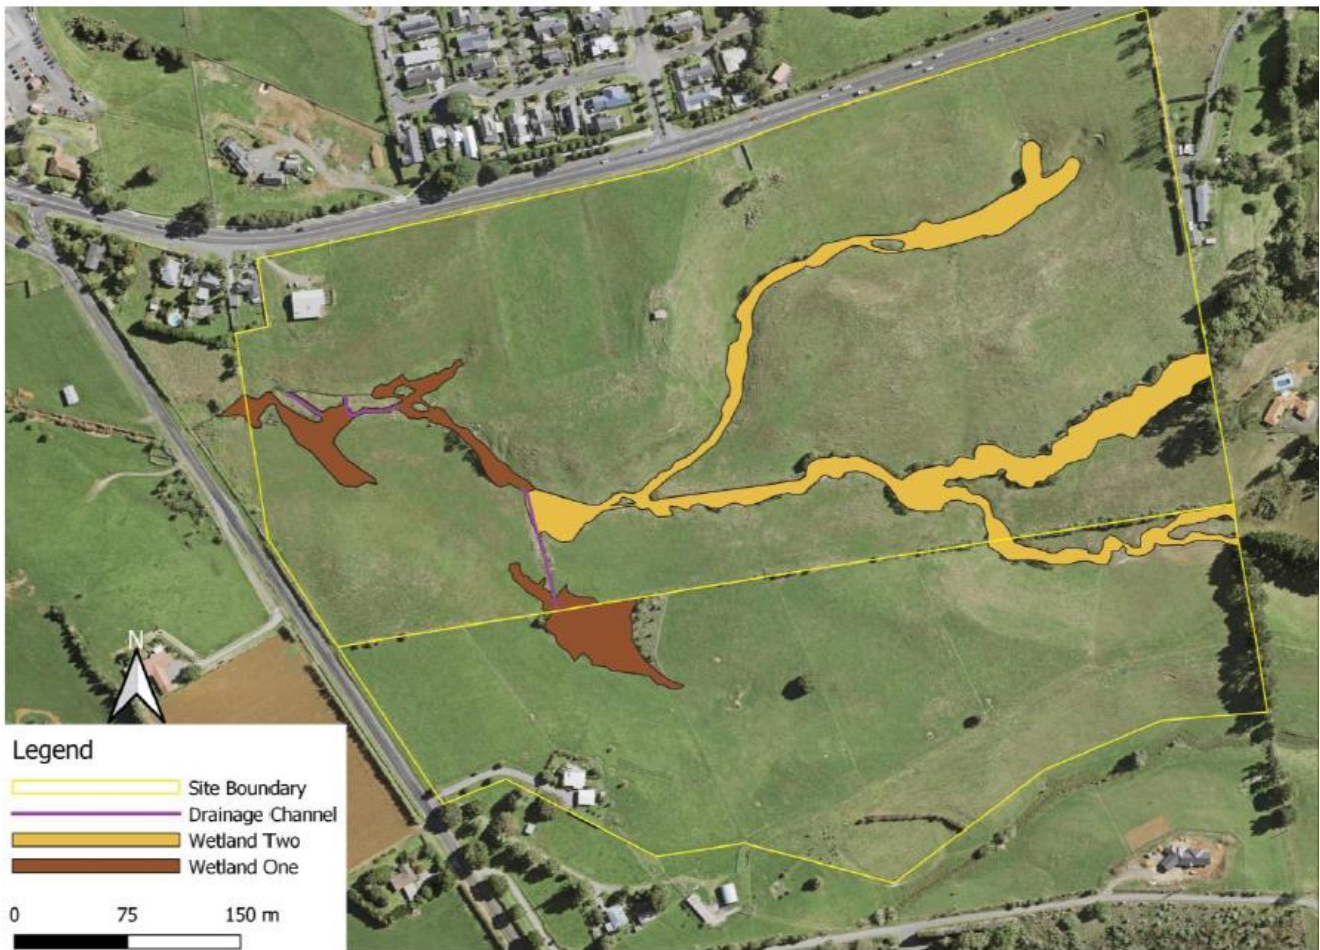 N
Legend
Site Boundary
Drainage Channel
Wetland Two
Wetland One
0 75 150 m